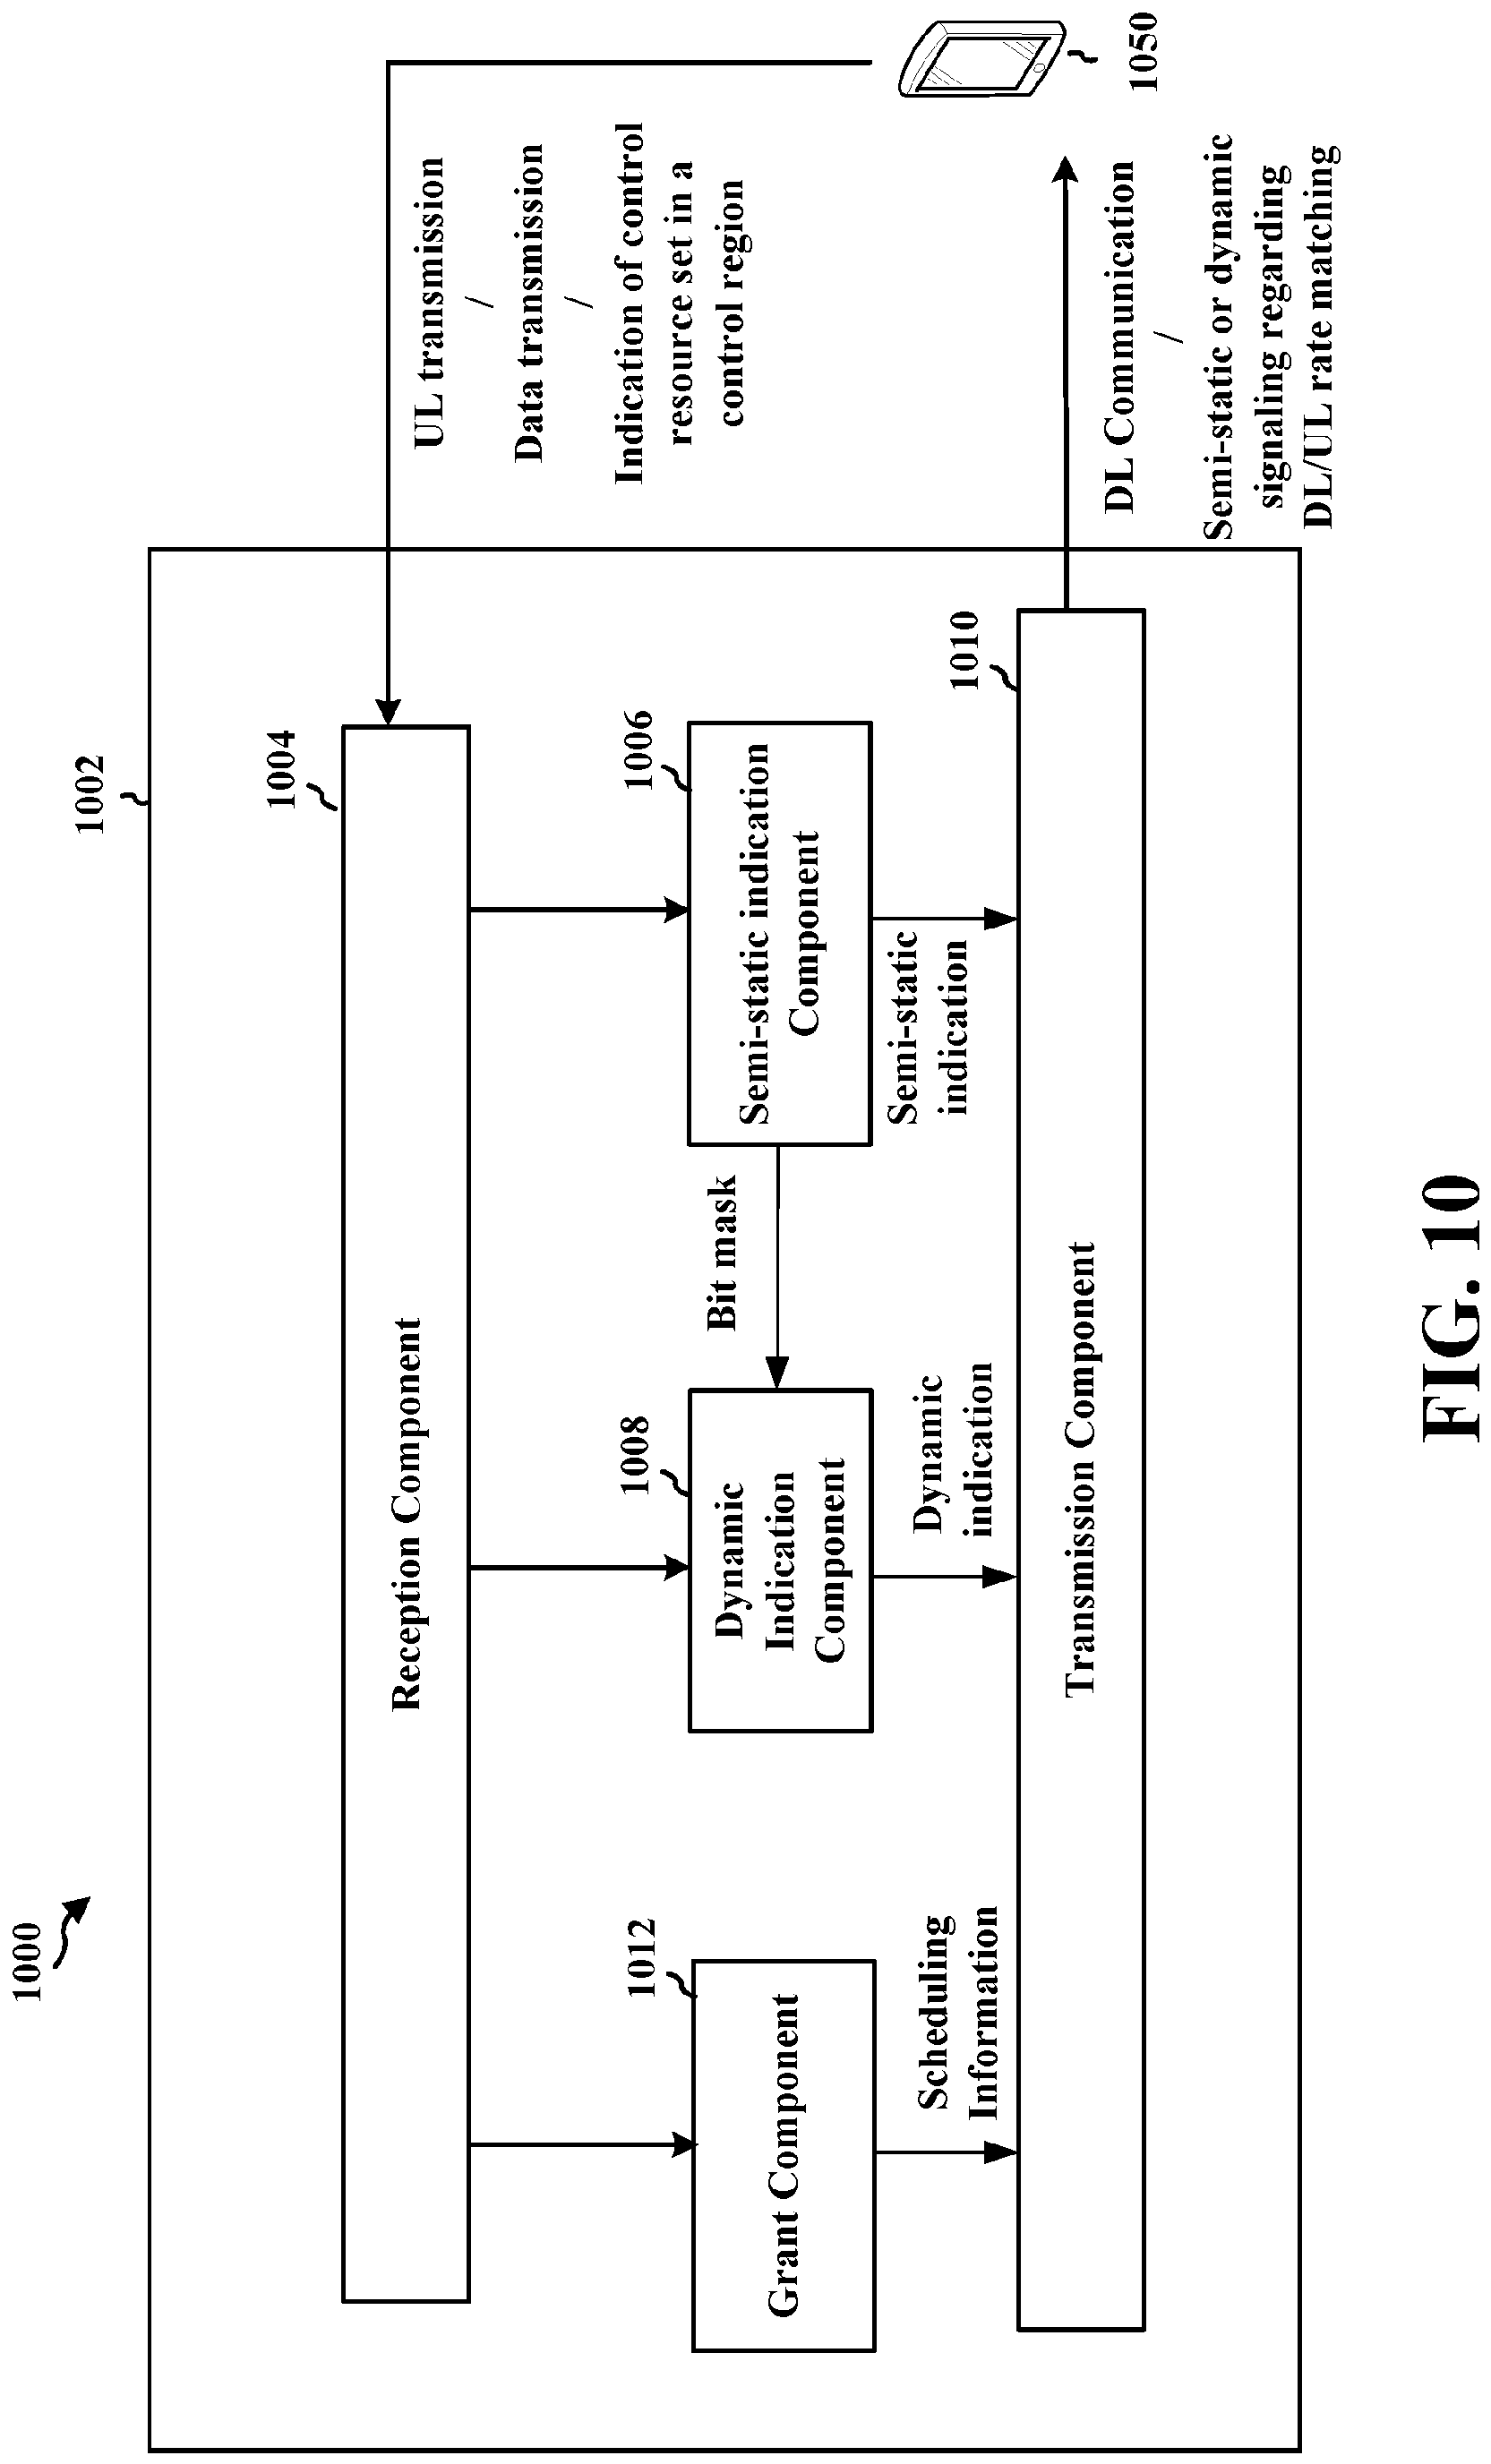 1000
1002
1004
Reception Component
UL transmission
/
Data transmission
/
Indication of control
resource set in a
control region
1012
Grant Component
1008
Dynamic
Indication
Component
Bit mask
1006
Semi-static indication
Component
Scheduling
Information
Dynamic
indication
Semi-static
indication
1010
Transmission Component
1050
DL Communication
/
Semi-static or dynamic
signaling regarding
DL/UL rate matching
FIG. 10